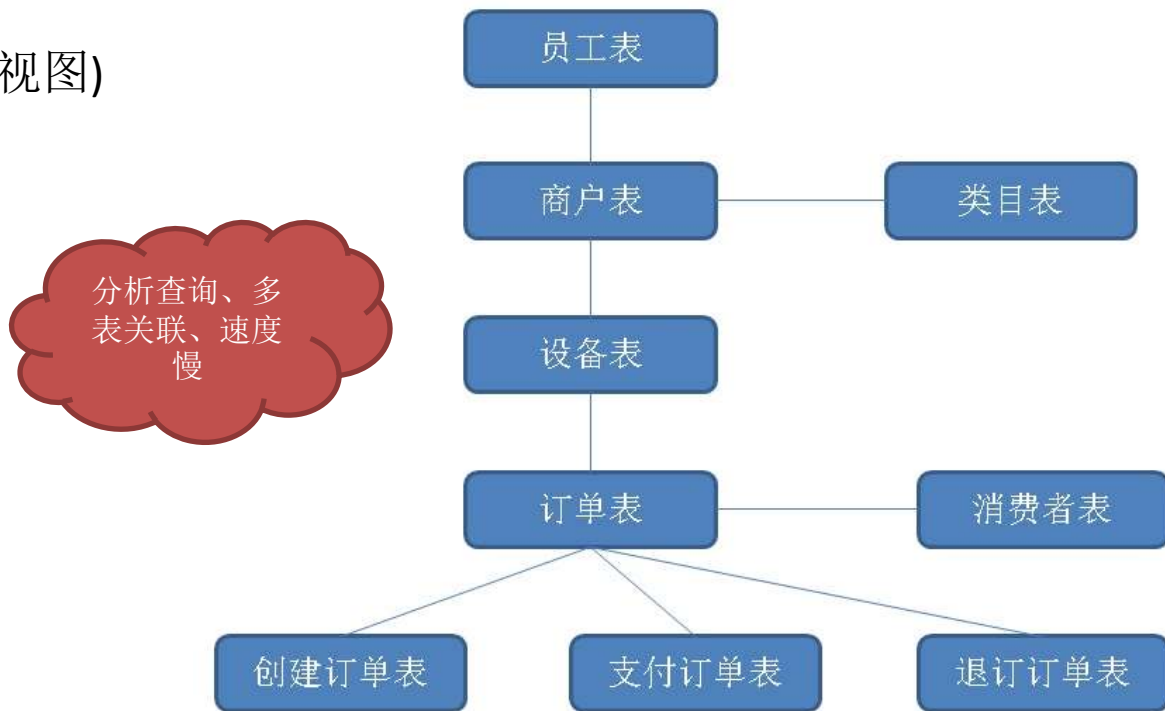 视图)
员工表
商户表
类目表
分析查询、多
表关联、速度
慢
设备表
订单表
消费者表
创建订单表
支付订单表
退订订单表